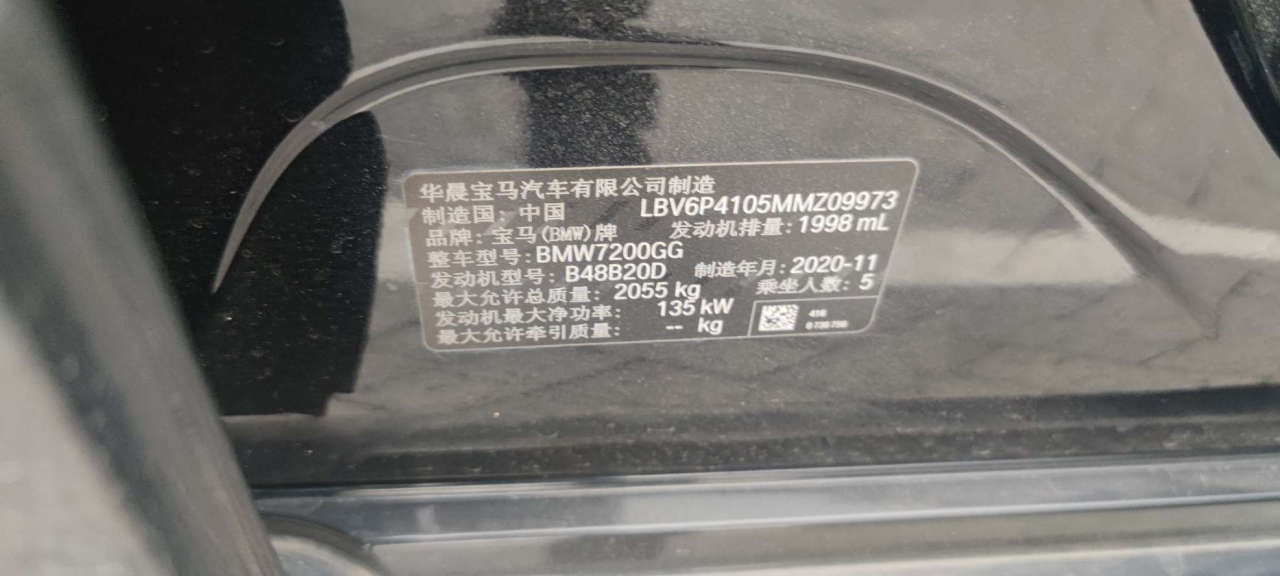 华晨宝马汽车有限公司制造
制造国: 中国 LBV6P4105MMZ09973
品牌: 宝马(BMW)牌 发动机排量: 1998 mL
整车型号: BMW7200GG
发动机型号: B48B20D 制造年月: 2020-11
最大允许总质量: 2055 kg 乘坐人数: 5
发动机最大净功率: 135 kW
最大允许牵引质量: -- kg
416